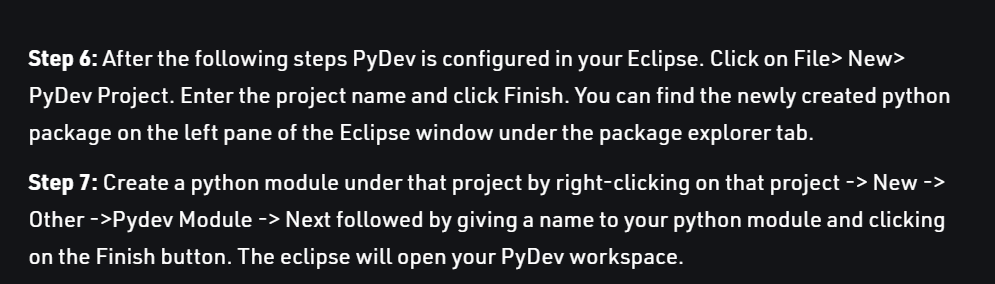 Step 6: After the following steps PyDev is configured in your Eclipse. Click on File> New>
PyDev Project. Enter the project name and click Finish. You can find the newly created python
package on the left pane of the Eclipse window under the package explorer tab.
Step 7: Create a python module under that project by right-clicking on that project -> New ->
Other ->Pydev Module -> Next followed by giving a name to your python module and clicking
on the Finish button. The eclipse will open your PyDev workspace.